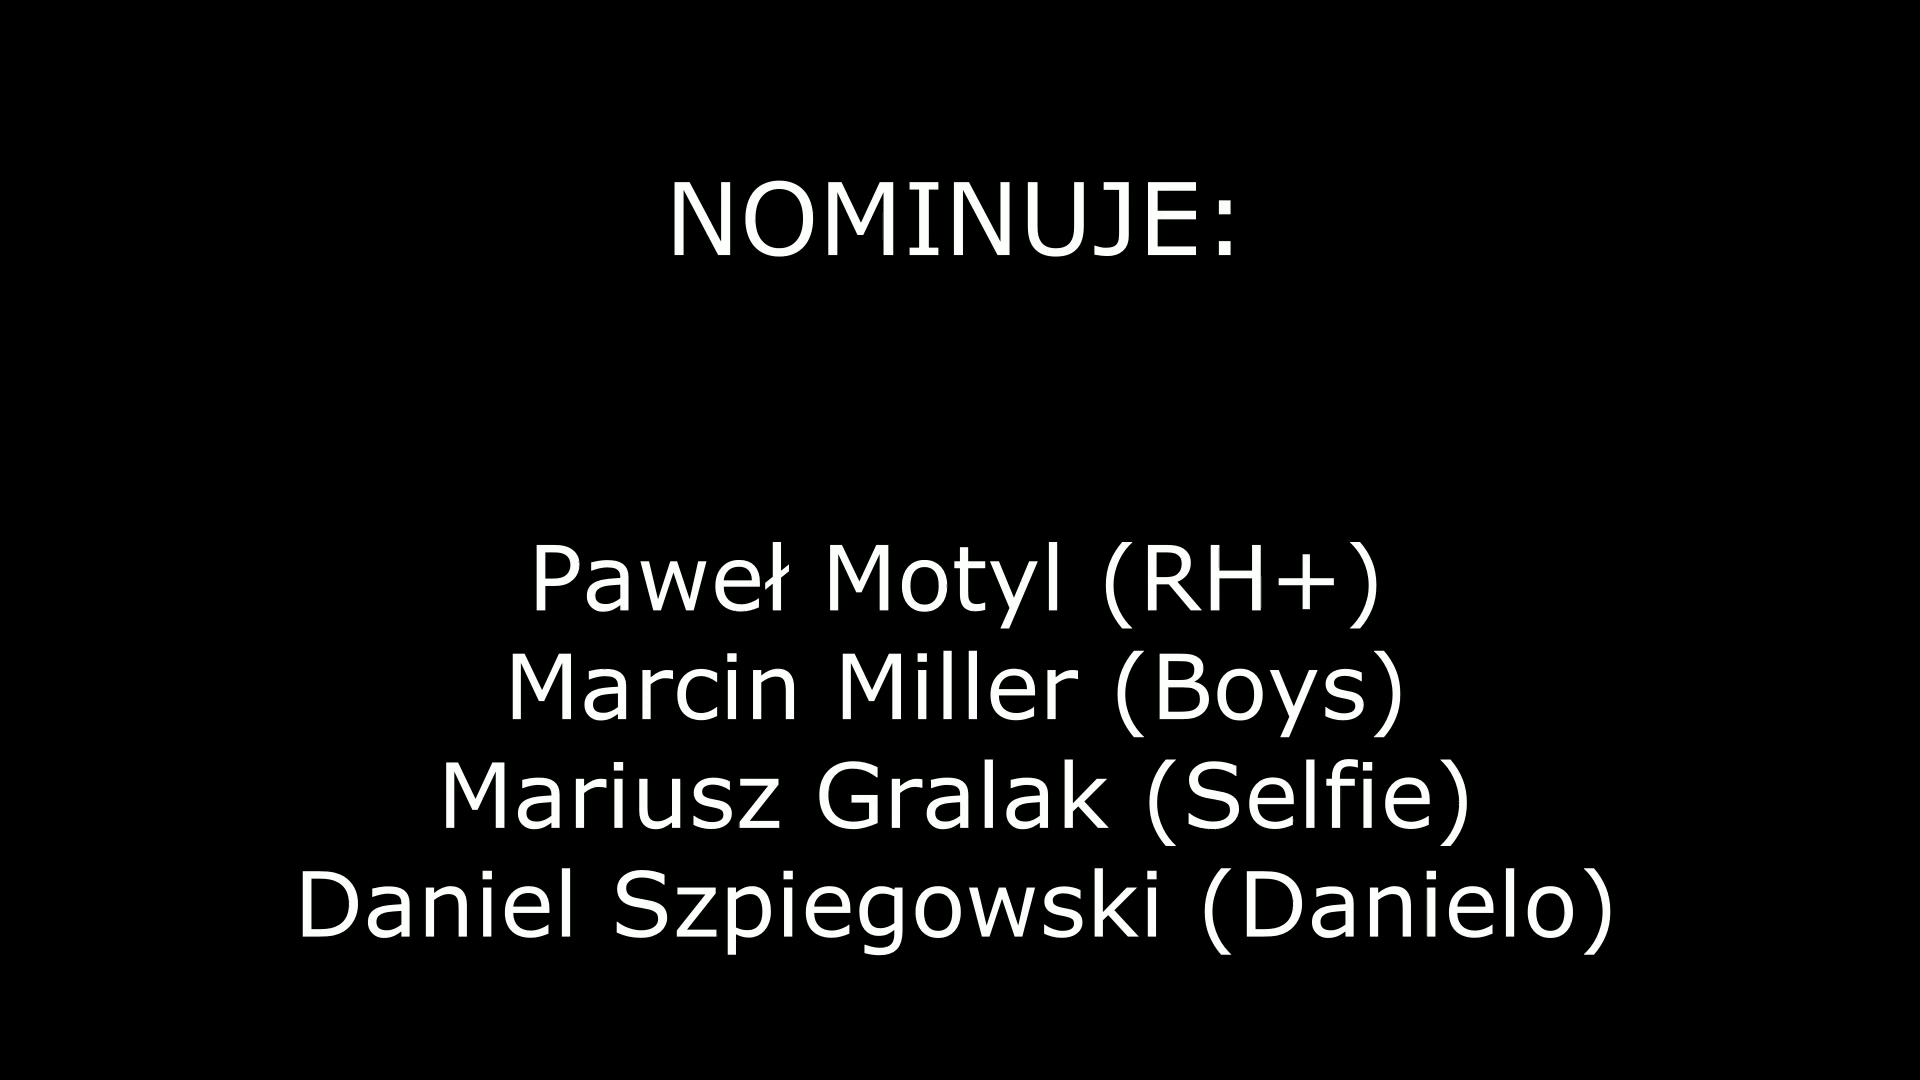 NOMINUJE:
Paweł Motyl (RH+)
Marcin Miller (Boys)
Mariusz Gralak (Selfie)
Daniel Szpiegowski (Danielo)